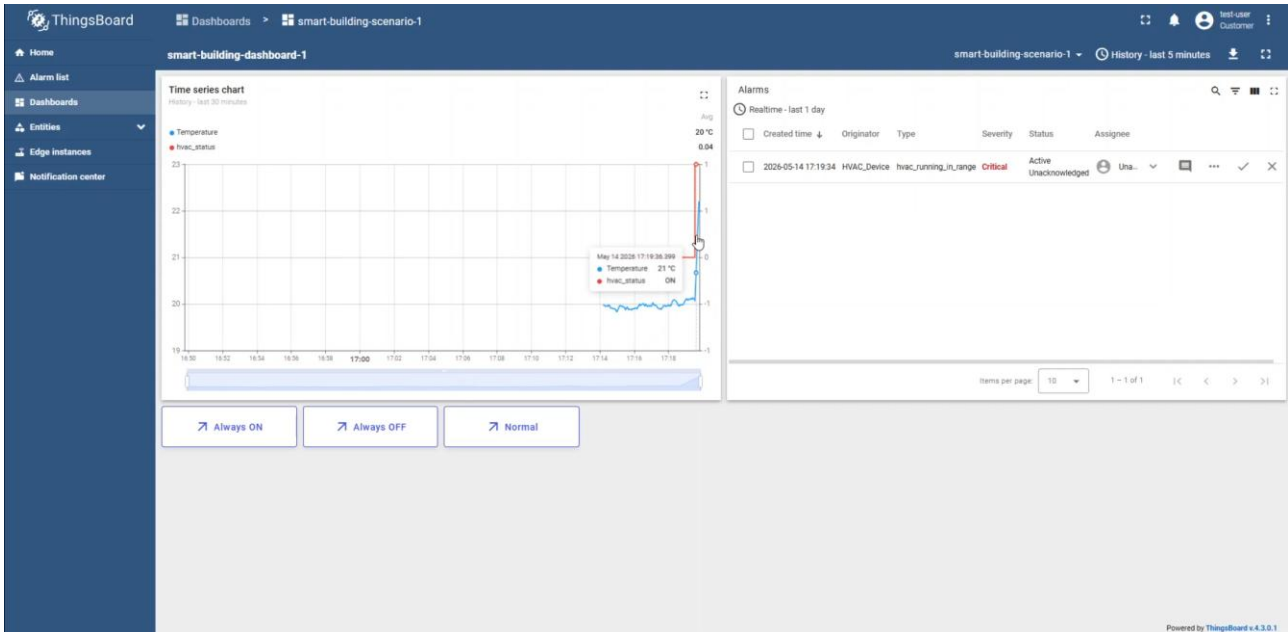 ThingsBoard
Dashboards > smart-building-scenario-1
test-user
Customer
Home
Alarm list
Dashboards
Entities
Edge instances
Notification center
smart-building-dashboard-1
smart-building-scenario-1
History - last 5 minutes
Time series chart
History - last 30 minutes
Avg
Temperature 20 °C
hvac_status 0.04
23
22
21
20
19
1
1
0
-1
-1
16:50 16:52 16:54 16:56 16:58 17:00 17:02 17:04 17:06 17:08 17:10 17:12 17:14 17:16 17:18
May 14 2026 17:19:36.399
Temperature 21 °C
hvac_status ON
Alarms
Realtime - last 1 day
Created time Originator Type Severity Status Assignee
2026-05-14 17:19:34 HVAC_Device hvac_running_in_range Critical Active Unacknowledged Una...
Items per page: 10 1 – 1 of 1
Always ON
Always OFF
Normal
Powered by ThingsBoard v.4.3.0.1